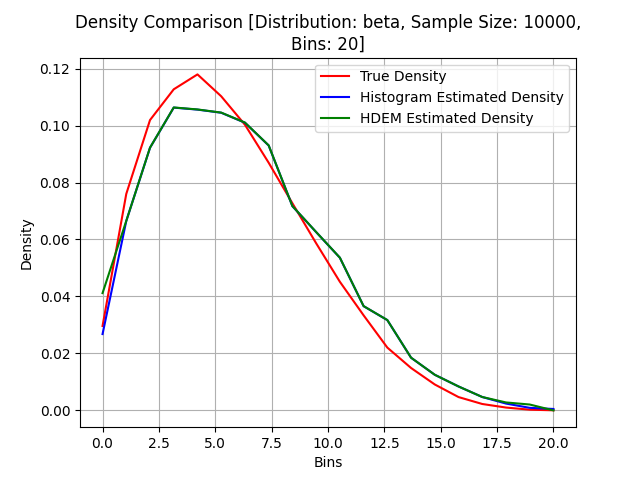 Density Comparison [Distribution: beta, Sample Size: 10000,
Bins: 20]
True Density
Histogram Estimated Density
HDEM Estimated Density
Density
0.12
0.10
0.08
0.06
0.04
0.02
0.00
0.0 2.5 5.0 7.5 10.0 12.5 15.0 17.5 20.0
Bins